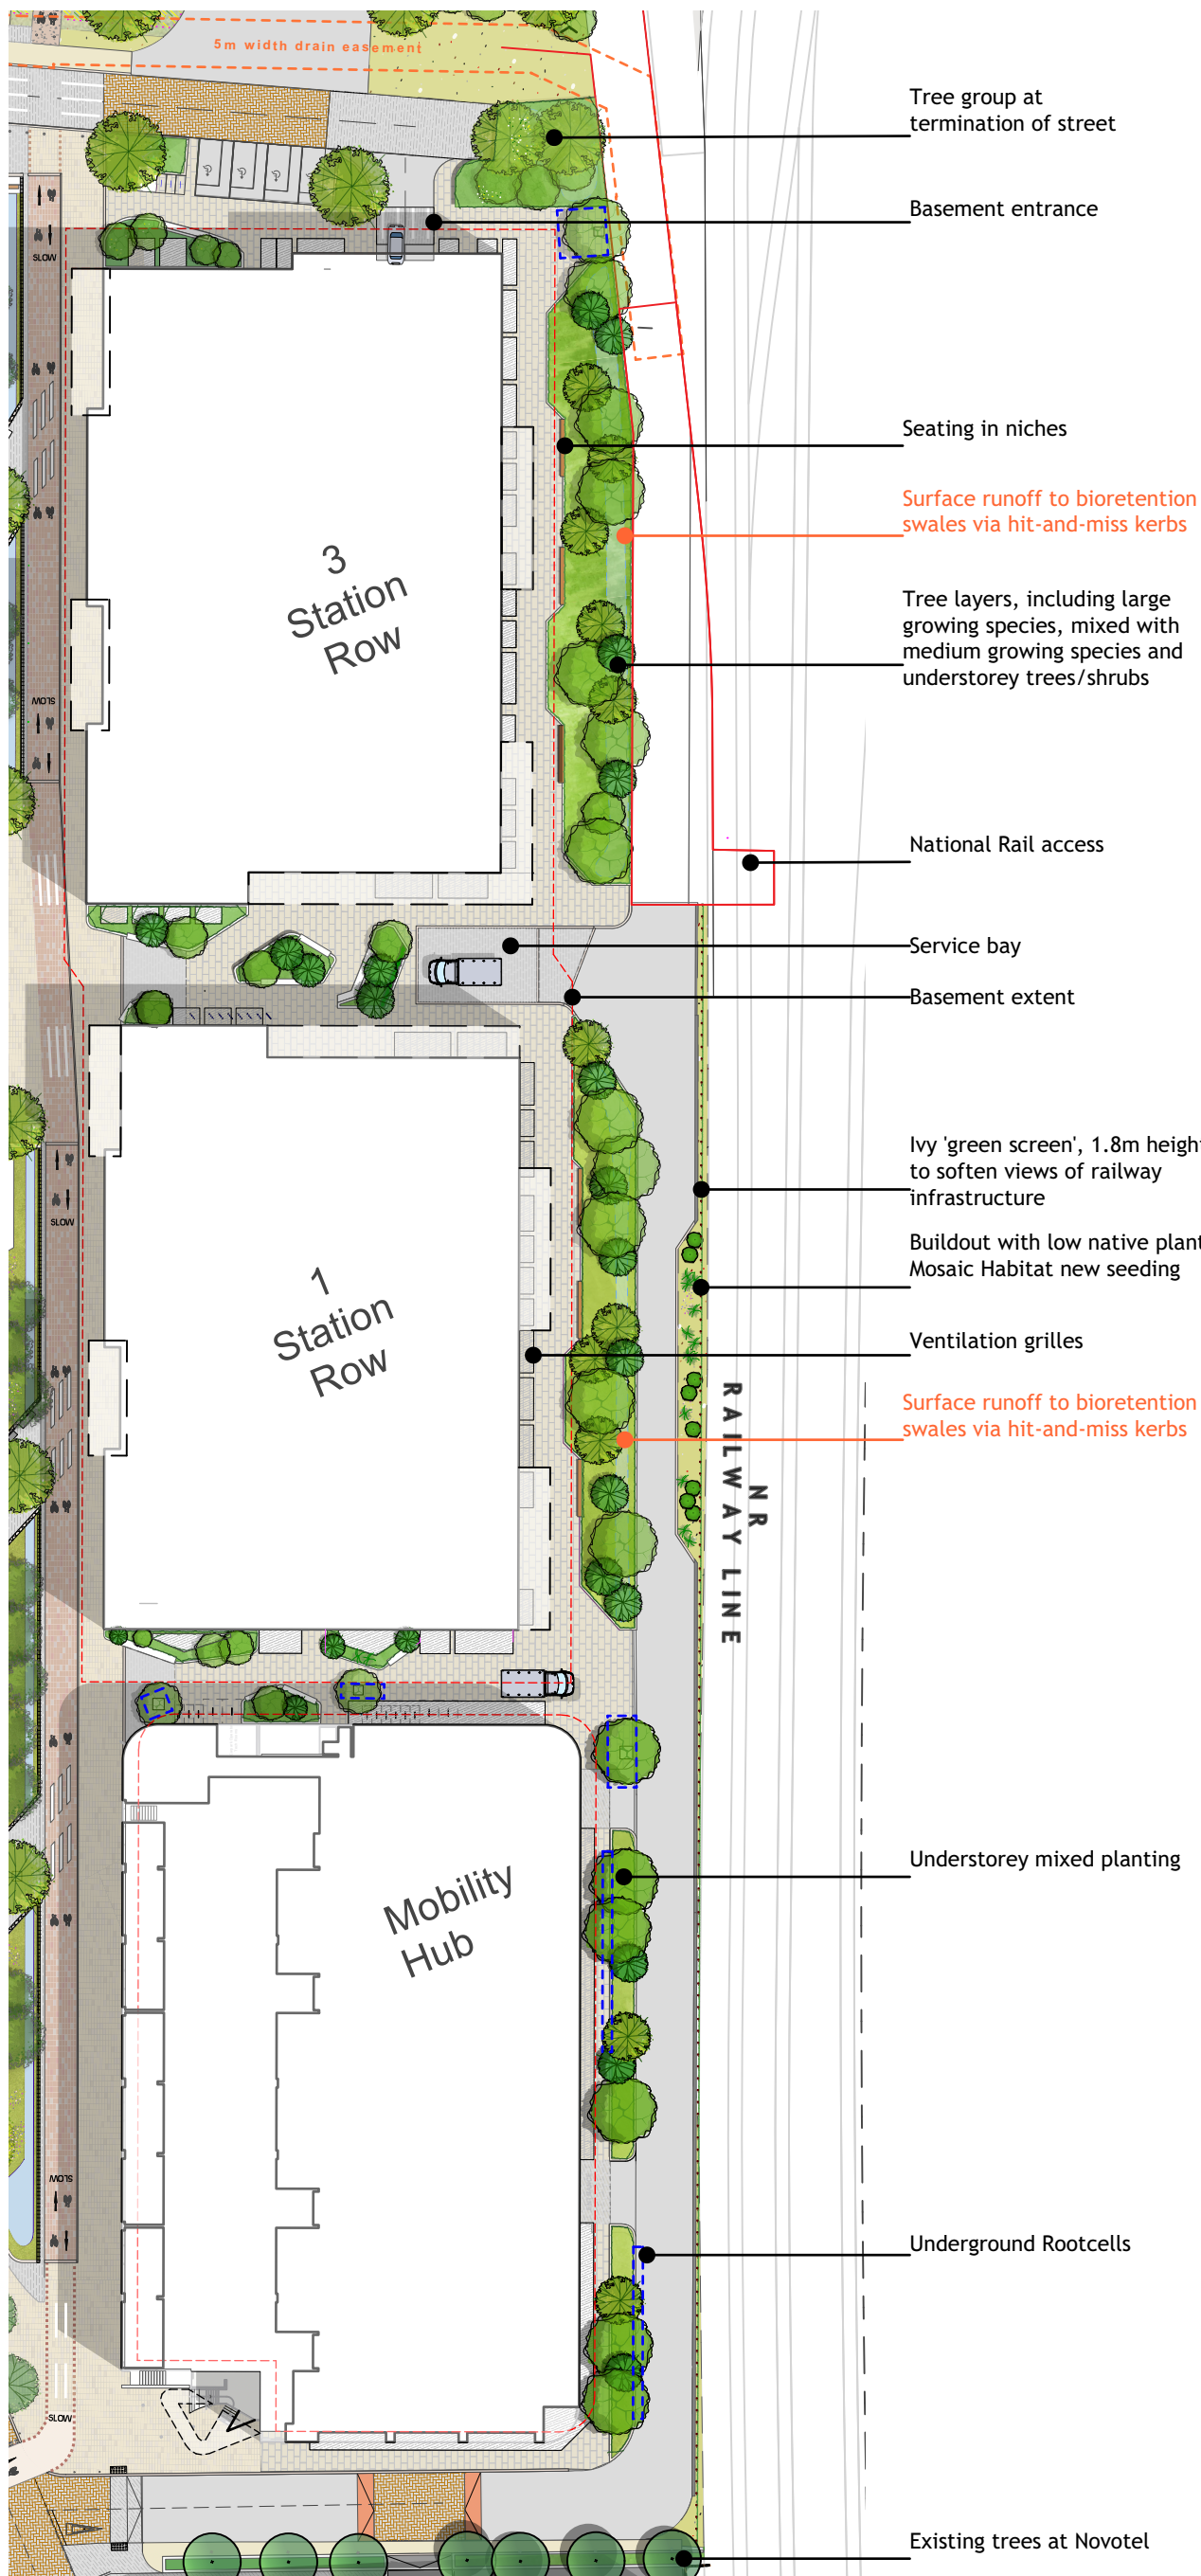 5m width drain easement
Tree group at
termination of street
Basement entrance
SLOW
Seating in niches
Surface runoff to bioretention
swales via hit-and-miss kerbs
3
Station
Row
Tree layers, including large
growing species, mixed with
medium growing species and
understorey trees/shrubs
SLOW
National Rail access
Service bay
Basement extent
Ivy 'green screen', 1.8m heigh
to soften views of railway
infrastructure
SLOW
Buildout with low native plant
Mosaic Habitat new seeding
1
Station
Row
Ventilation grilles
Surface runoff to bioretention
swales via hit-and-miss kerbs
NR
RAILWAY LINE
Mobility
Hub
Understorey mixed planting
SLOW
Underground Rootcells
SLOW
V
Existing trees at Novotel